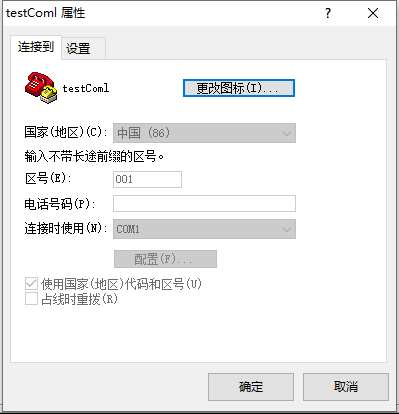 testComl 属性
连接到 设置
testComl 更改图标(I)...
国家(地区)(C): 中国 (86)
输入不带长途前缀的区号。
区号(E): 001
电话号码(P):
连接时使用(N): COM1
配置(F)...
使用国家(地区)代码和区号(U)
占线时重拨(R)
确定 取消